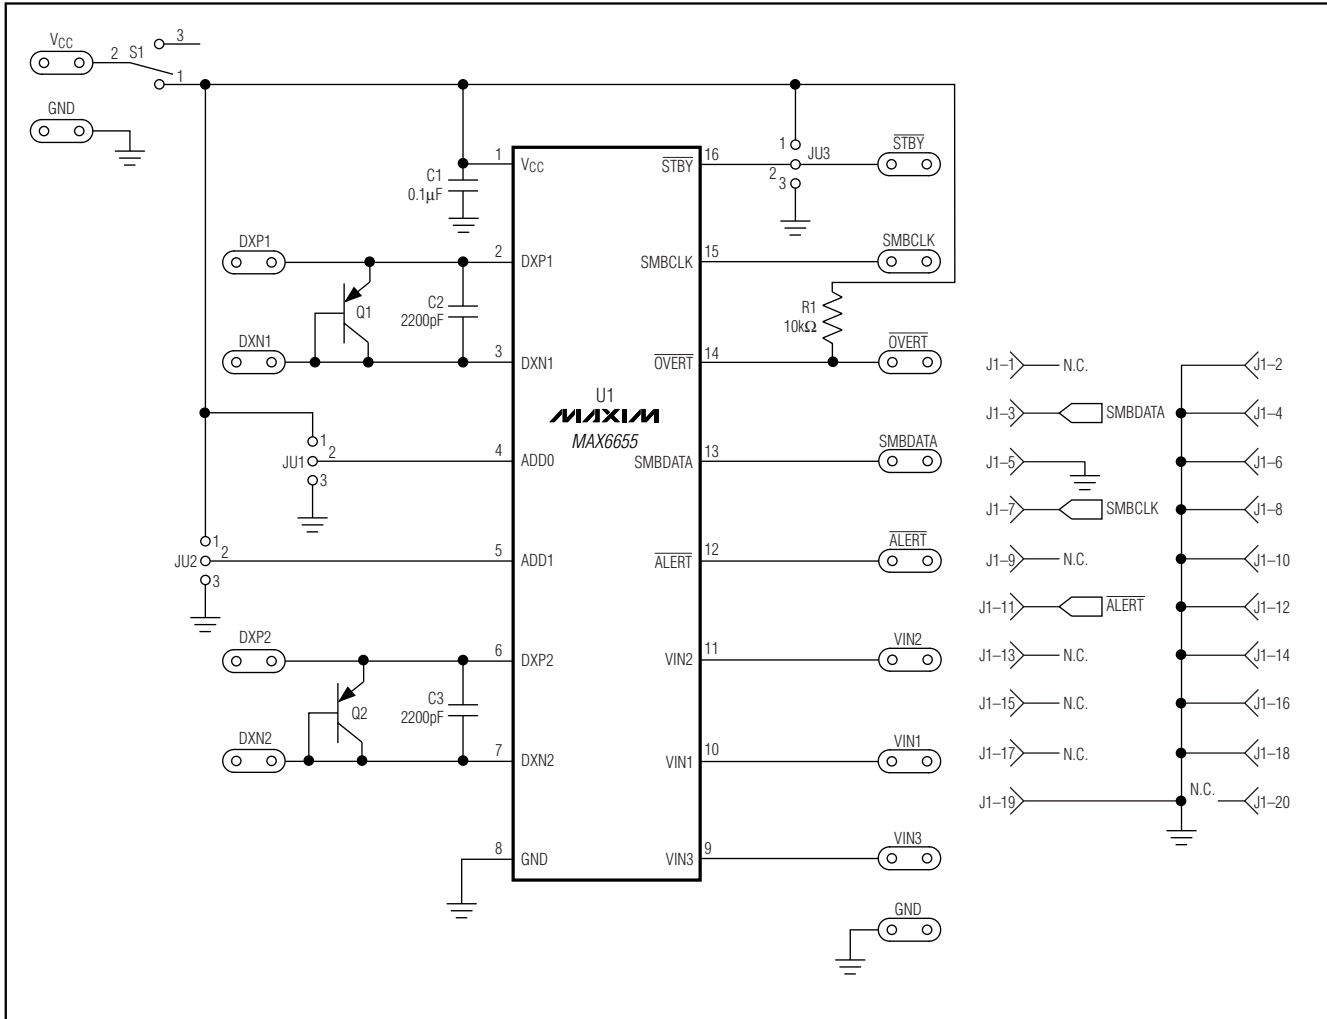 VCC
2 S1
3
1
GND
1 VCC
C1
0.1µF
DXP1
2 DXP1
Q1
C2
2200pF
DXN1
3 DXN1
U1
MAXIM
MAX6655
1
JU1 2
3
4 ADD0
1
JU2 2
3
5 ADD1
DXP2
6 DXP2
Q2
C3
2200pF
DXN2
7 DXN2
8 GND
STBY 16
1
JU3
2
3
STBY
SMBCLK 15
SMBCLK
R1
10kΩ
OVERT 14
OVERT
SMBDATA 13
SMBDATA
ALERT 12
ALERT
VIN2 11
VIN2
VIN1 10
VIN1
VIN3 9
VIN3
GND
J1–1 N.C. J1–2
J1–3 SMBDATA J1–4
J1–5 J1–6
J1–7 SMBCLK J1–8
J1–9 N.C. J1–10
J1–11 ALERT J1–12
J1–13 N.C. J1–14
J1–15 N.C. J1–16
J1–17 N.C. J1–18
J1–19 N.C. J1–20